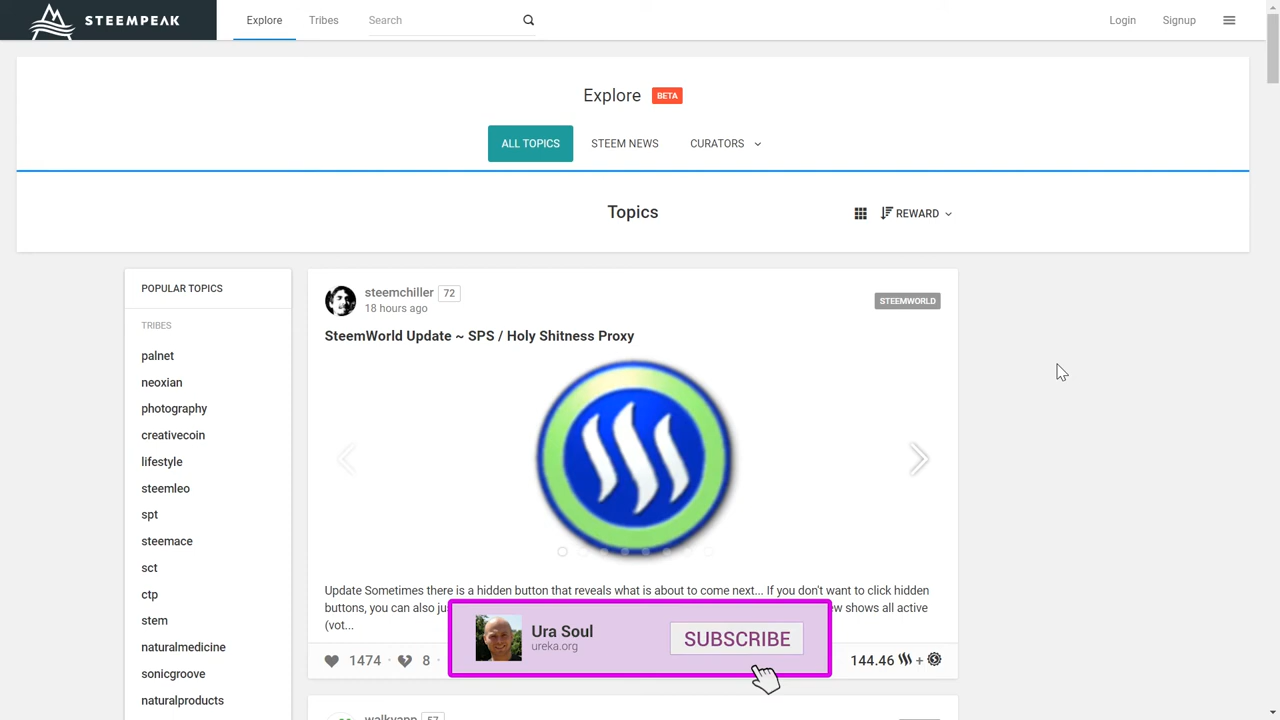 STEEMPEAK
Explore
Tribes
Search
Login
Signup
Explore BETA
ALL TOPICS
STEEM NEWS
CURATORS
Topics
REWARD
POPULAR TOPICS
TRIBES
palnet
neoxian
photography
creativecoin
lifestyle
steemleo
spt
steemace
sct
ctp
stem
naturalmedicine
sonicgroove
naturalproducts
steemchiller 72
18 hours ago
STEEMWORLD
SteemWorld Update ~ SPS / Holy Shitness Proxy
Update Sometimes there is a hidden button that reveals what is about to come next... If you don't want to click hidden
buttons, you can also
ew shows all active
(vot...
1474 · 8 ·
144.46 +
Ura Soul
ureka.org
SUBSCRIBE
57